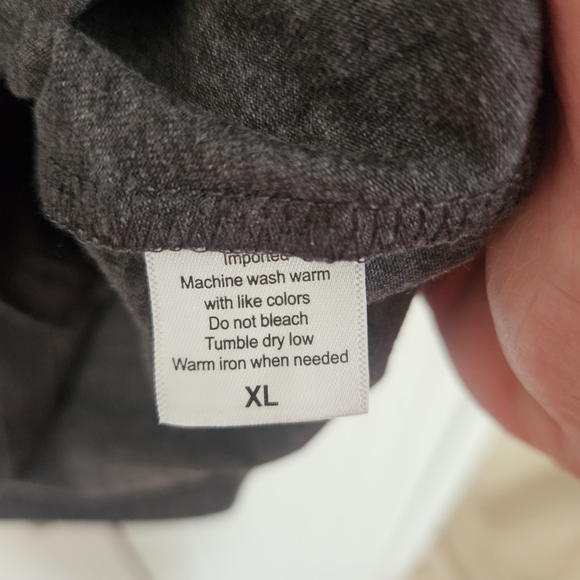 Imported
Machine wash warm
with like colors
Do not bleach
Tumble dry low
Warm iron when needed
XL